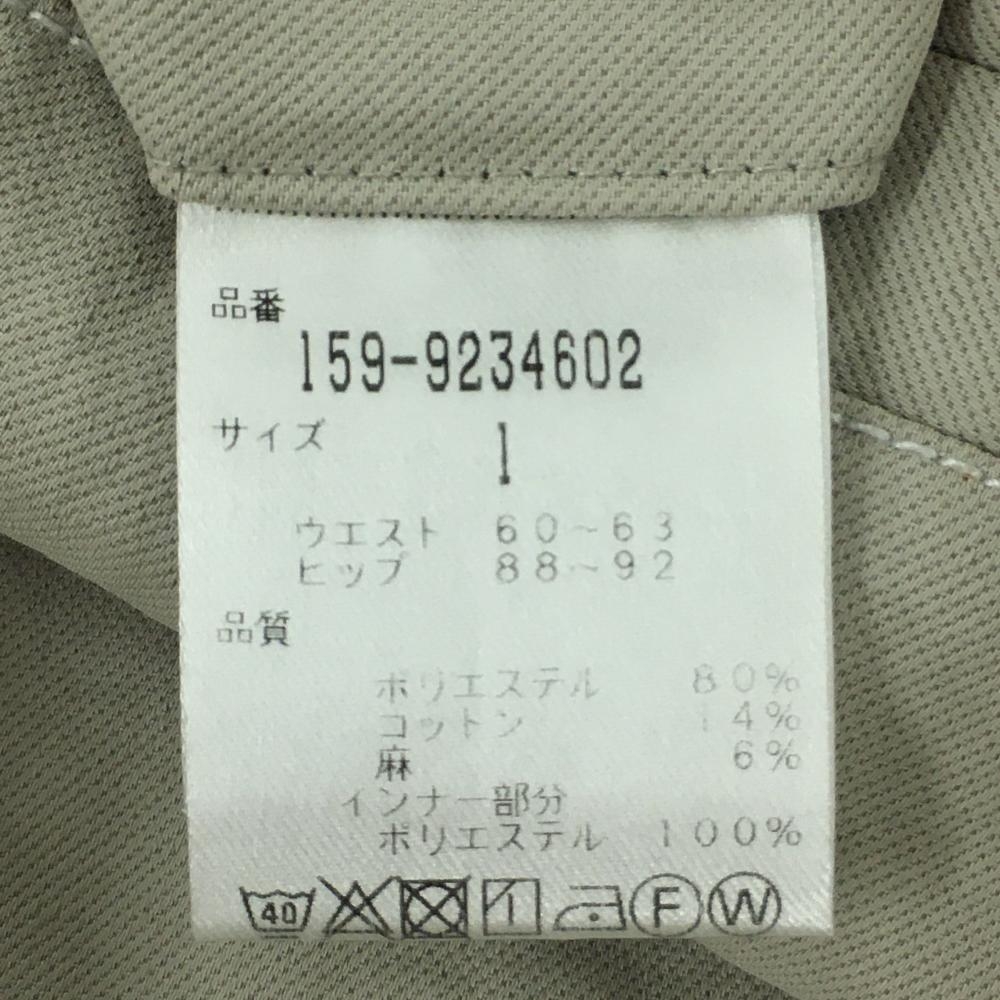 品番
159-9234602
サイズ 1
ウエスト 60~63
ヒップ 88~92
品質
ポリエステル 80%
コットン 14%
麻 6%
インナー部分
ポリエステル 100%
40 F W